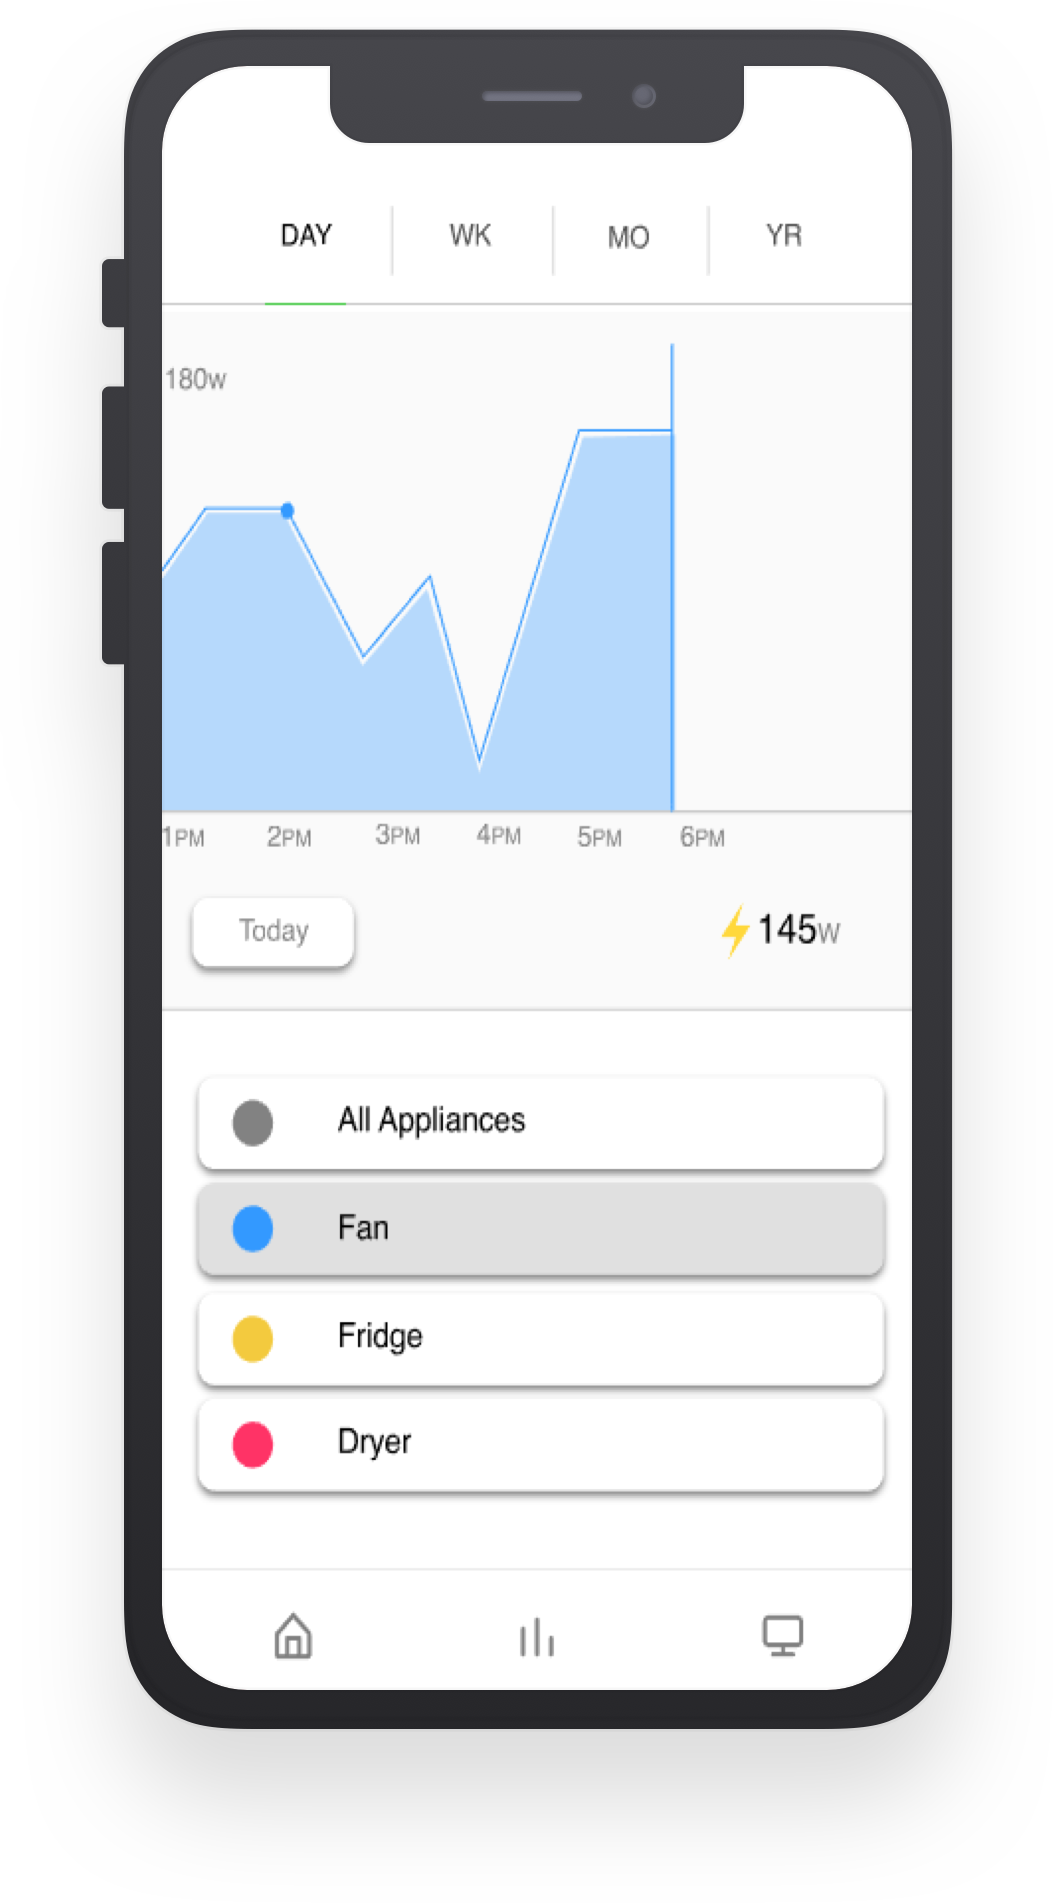 DAY WK MO YR
180w
1PM 2PM 3PM 4PM 5PM 6PM
Today 145W
All Appliances
Fan
Fridge
Dryer